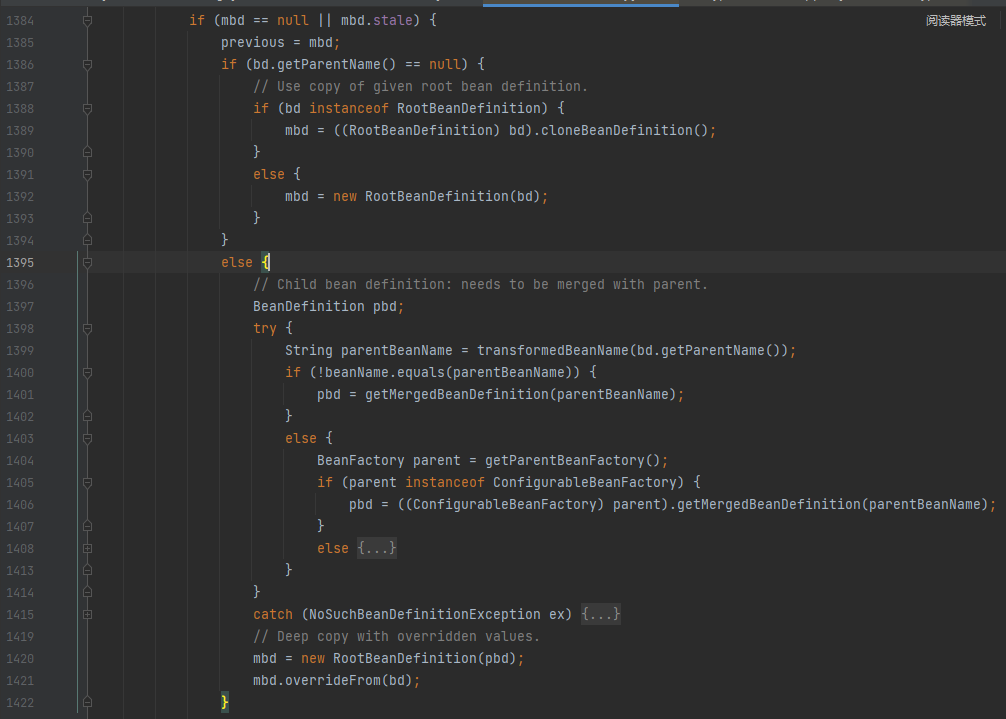 1384 if (mbd == null || mbd.stale) {
阅读器模式
1385 previous = mbd;
1386 if (bd.getParentName() == null) {
1387 // Use copy of given root bean definition.
1388 if (bd instanceof RootBeanDefinition) {
1389 mbd = ((RootBeanDefinition) bd).cloneBeanDefinition();
1390 }
1391 else {
1392 mbd = new RootBeanDefinition(bd);
1393 }
1394 }
1395 else {
1396 // Child bean definition: needs to be merged with parent.
1397 BeanDefinition pbd;
1398 try {
1399 String parentBeanName = transformedBeanName(bd.getParentName());
1400 if (!beanName.equals(parentBeanName)) {
1401 pbd = getMergedBeanDefinition(parentBeanName);
1402 }
1403 else {
1404 BeanFactory parent = getParentBeanFactory();
1405 if (parent instanceof ConfigurableBeanFactory) {
1406 pbd = ((ConfigurableBeanFactory) parent).getMergedBeanDefinition(parentBeanName);
1407 }
1408 else {...}
1413 }
1414 }
1415 catch (NoSuchBeanDefinitionException ex) {...}
1419 // Deep copy with overridden values.
1420 mbd = new RootBeanDefinition(pbd);
1421 mbd.overrideFrom(bd);
1422 }